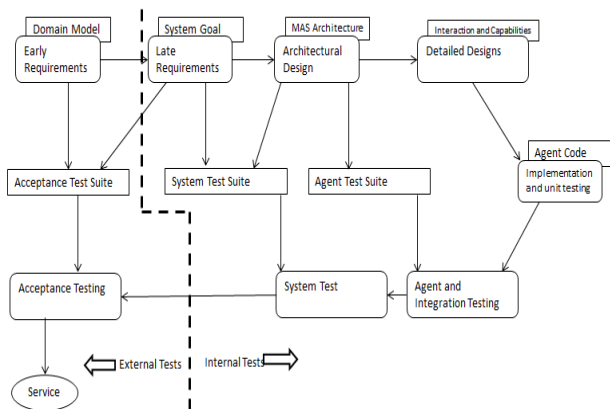 Domain Model
System Goal
MAS Architecture
Interaction and Capabilities
Early
Requirements
Late
Requirements
Architectural
Design
Detailed Designs
Agent Code
Implementation
and unit testing
Acceptance Test Suite
System Test Suite
Agent Test Suite
Acceptance Testing
System Test
Agent and
Integration Testing
External Tests
Internal Tests
Service